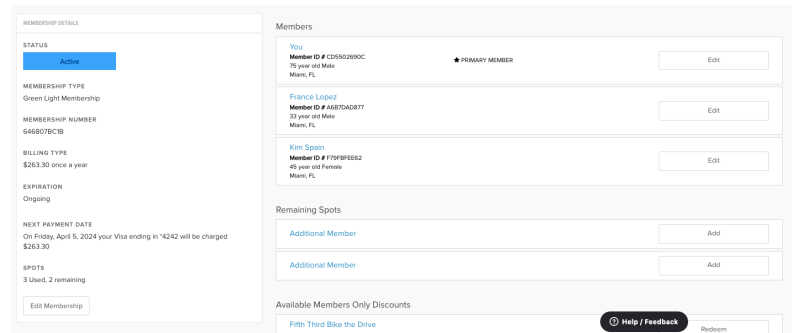 MEMBERSHIP DETAILS
STATUS
Active
MEMBERSHIP TYPE
Green Light Membership
MEMBERSHIP NUMBER
646807BC1B
BILLING TYPE
$263.30 once a year
EXPIRATION
Ongoing
NEXT PAYMENT DATE
On Friday, April 5, 2024 your Visa ending in *4242 will be charged
$263.30
SPOTS
3 Used, 2 remaining
Edit Membership
Members
You
Member ID # CD5502690C
75 year old Male
Miami, FL
★ PRIMARY MEMBER
Edit
France Lopez
Member ID # A6B7DAD877
33 year old Male
Miami, FL
Edit
Kim Spain
Member ID # F79FBFEE62
45 year old Female
Miami, FL
Edit
Remaining Spots
Additional Member
Add
Additional Member
Add
Available Members Only Discounts
Fifth Third Bike the Drive
Redeem
Help / Feedback